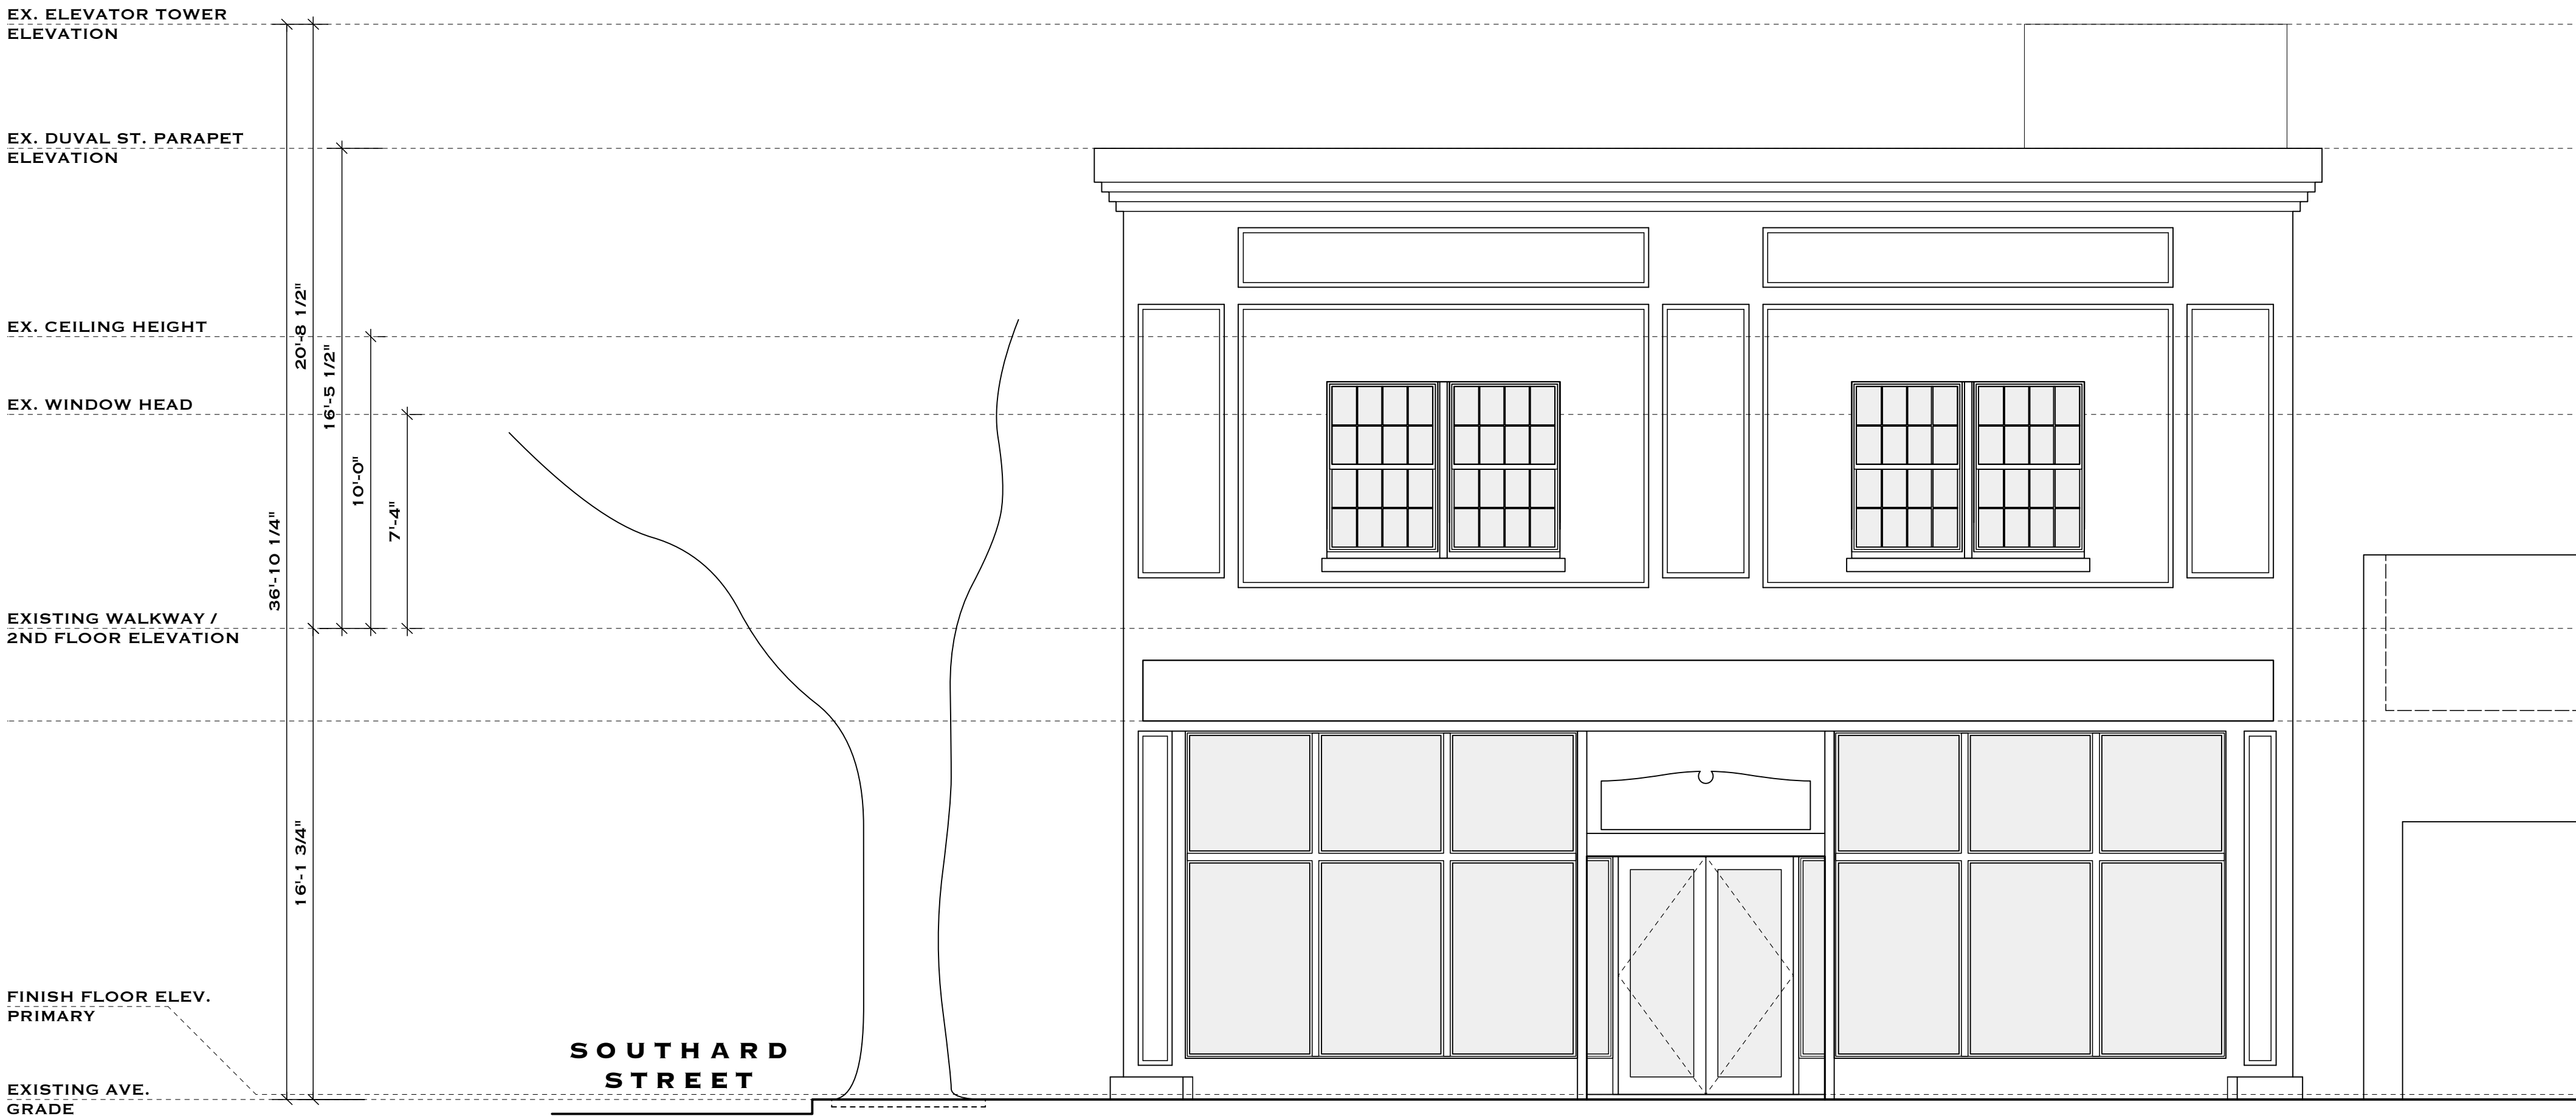 EX. ELEVATOR TOWER
ELEVATION
EX. DUVAL ST. PARAPET
ELEVATION
EX. CEILING HEIGHT
EX. WINDOW HEAD
EXISTING WALKWAY /
2ND FLOOR ELEVATION
FINISH FLOOR ELEV.
PRIMARY
EXISTING AVE.
GRADE
36'-10 1/4"
20'-8 1/2"
16'-1 3/4"
16'-5 1/2"
10'-0"
7'-4"
SOUTHARD
STREET